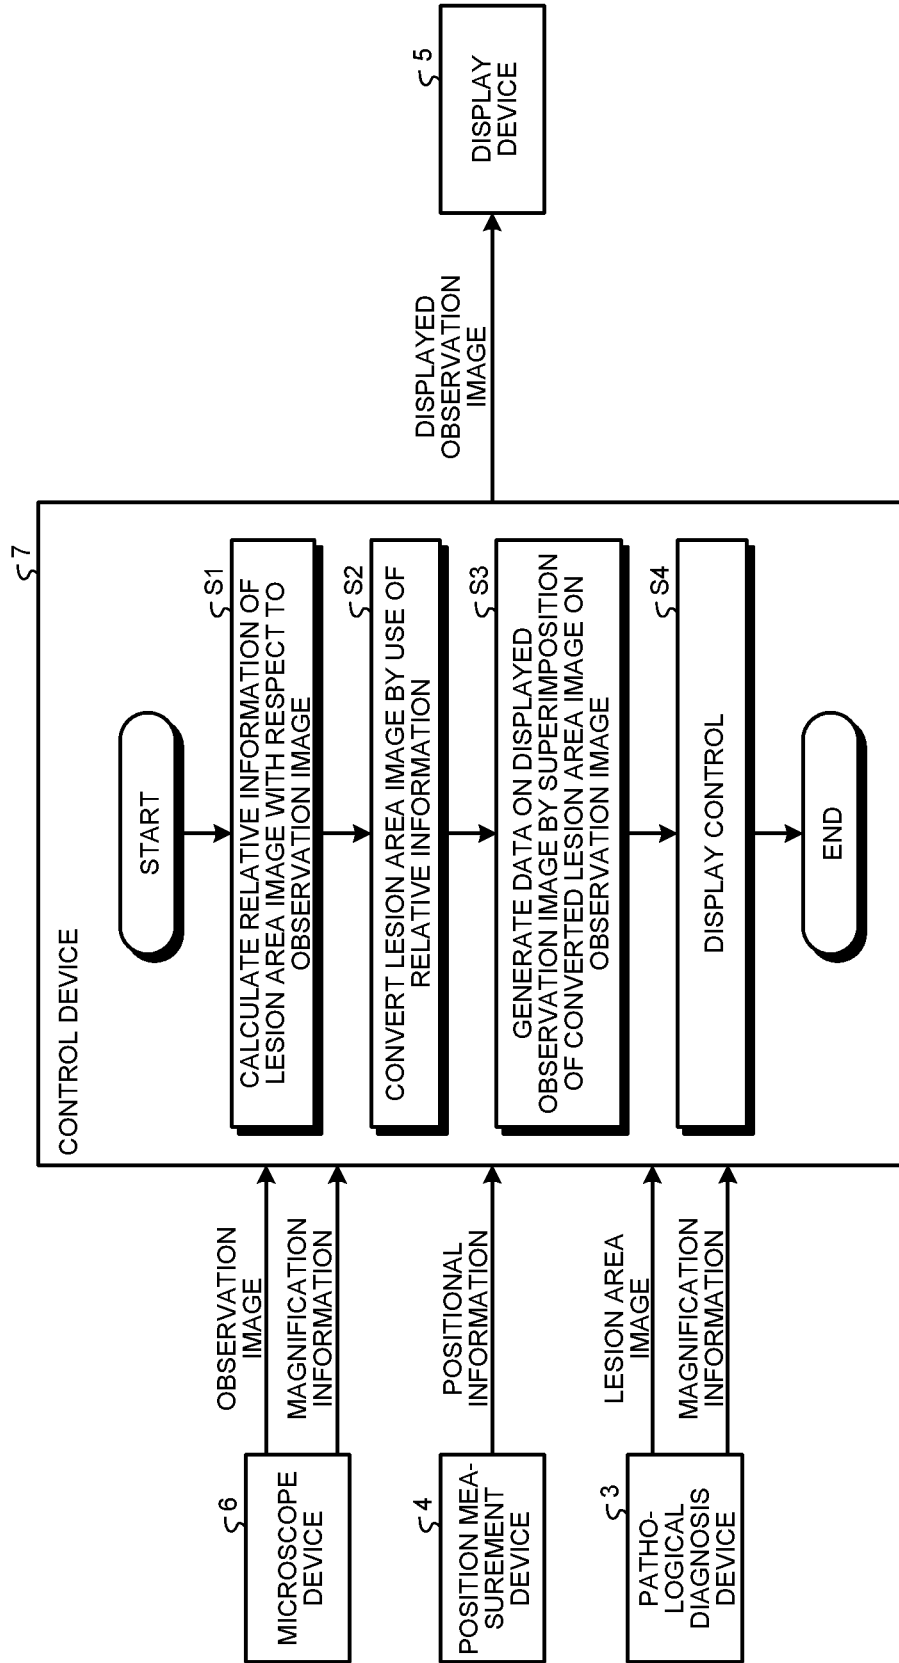 6
MICROSCOPE
DEVICE
4
POSITION MEA-
SUREMENT
DEVICE
3
PATHO-
LOGICAL
DIAGNOSIS
DEVICE
OBSERVATION
IMAGE
MAGNIFICATION
INFORMATION
POSITIONAL
INFORMATION
LESION AREA
IMAGE
MAGNIFICATION
INFORMATION
7
CONTROL DEVICE
START
S1
CALCULATE RELATIVE INFORMATION OF
LESION AREA IMAGE WITH RESPECT TO
OBSERVATION IMAGE
S2
CONVERT LESION AREA IMAGE BY USE OF
RELATIVE INFORMATION
S3
GENERATE DATA ON DISPLAYED
OBSERVATION IMAGE BY SUPERIMPOSITION
OF CONVERTED LESION AREA IMAGE ON
OBSERVATION IMAGE
S4
DISPLAY CONTROL
END
DISPLAYED
OBSERVATION
IMAGE
5
DISPLAY
DEVICE